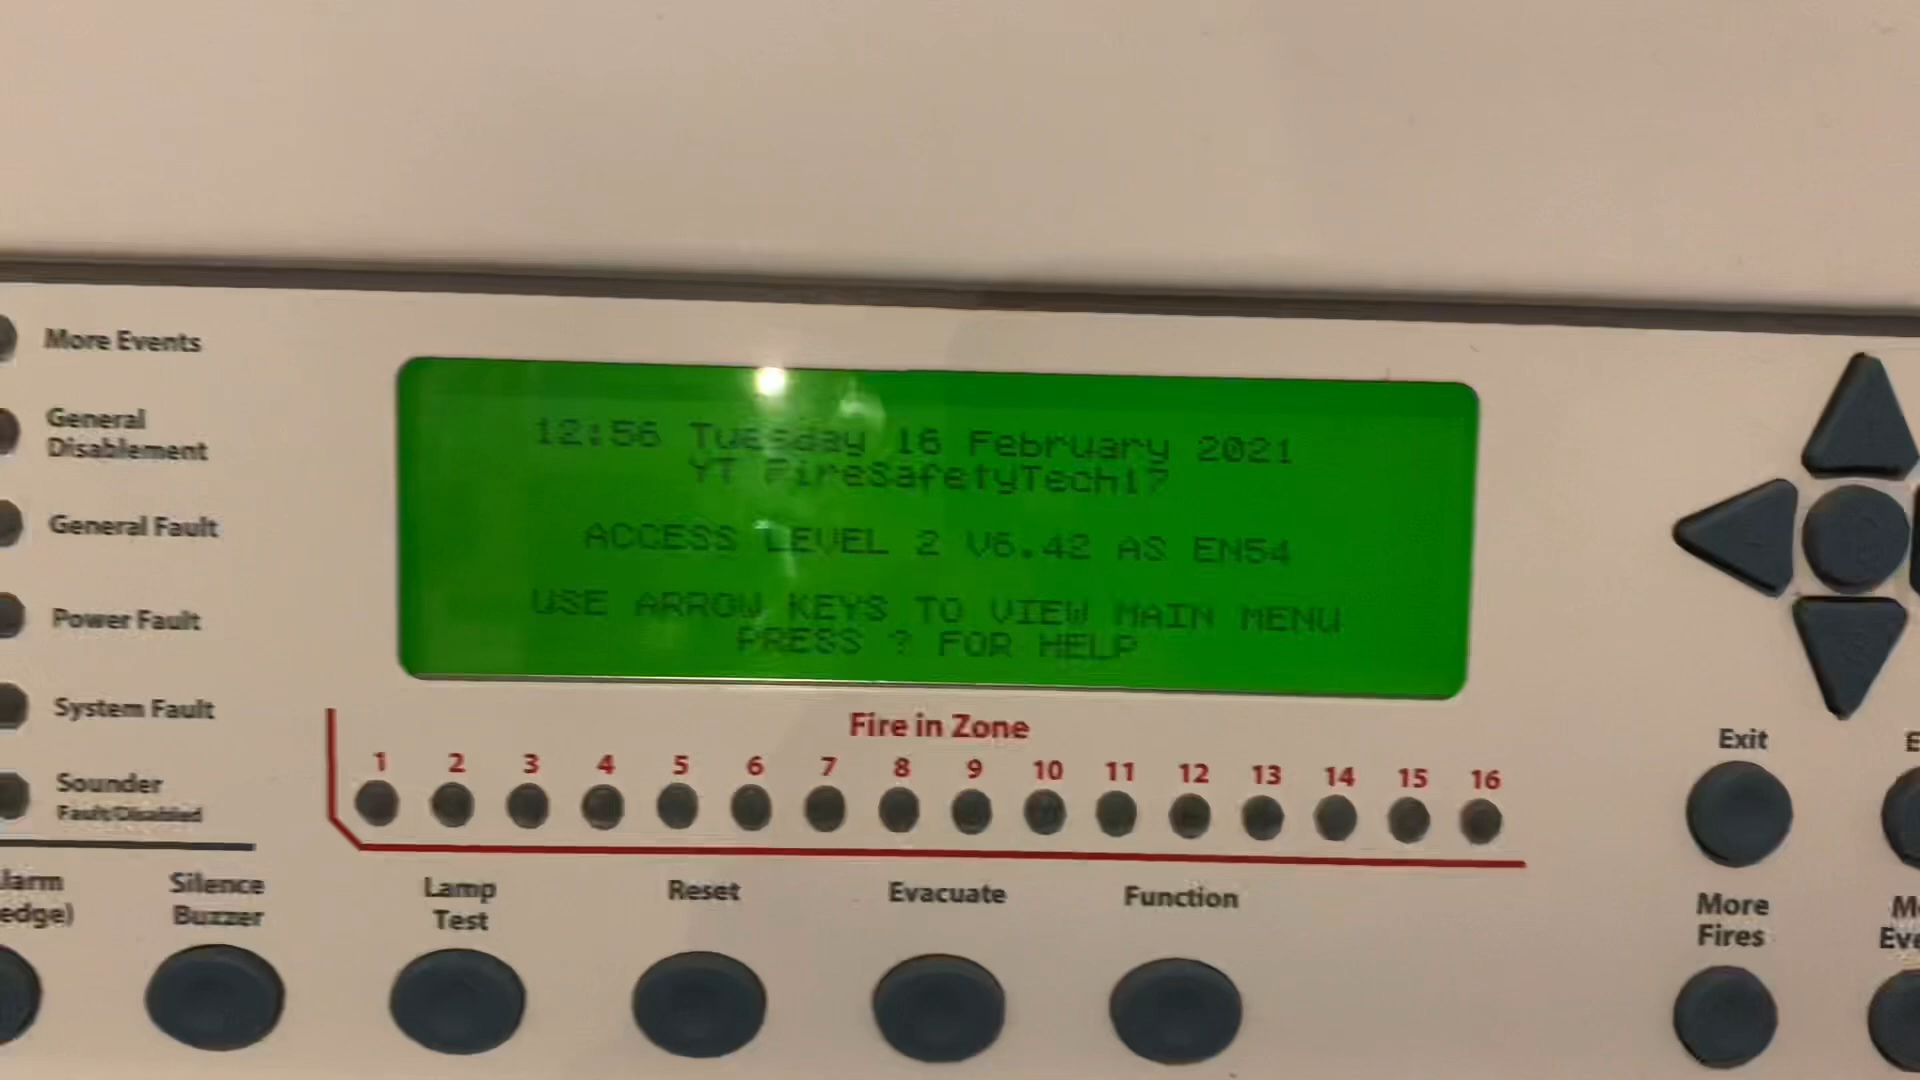 More Events
General
Disablement
General Fault
Power Fault
System Fault
Sounder
Fault/Disabled
12:56 Tuesday 16 February 2021
YT FireSafetyTech17
ACCESS LEVEL 2 V6.42 AS EN54
USE ARROW KEYS TO VIEW MAIN MENU
PRESS ? FOR HELP
Fire in Zone
1 2 3 4 5 6 7 8 9 10 11 12 13 14 15 16
Silence
Buzzer
Lamp
Test
Reset
Evacuate
Function
Exit
More
Fires